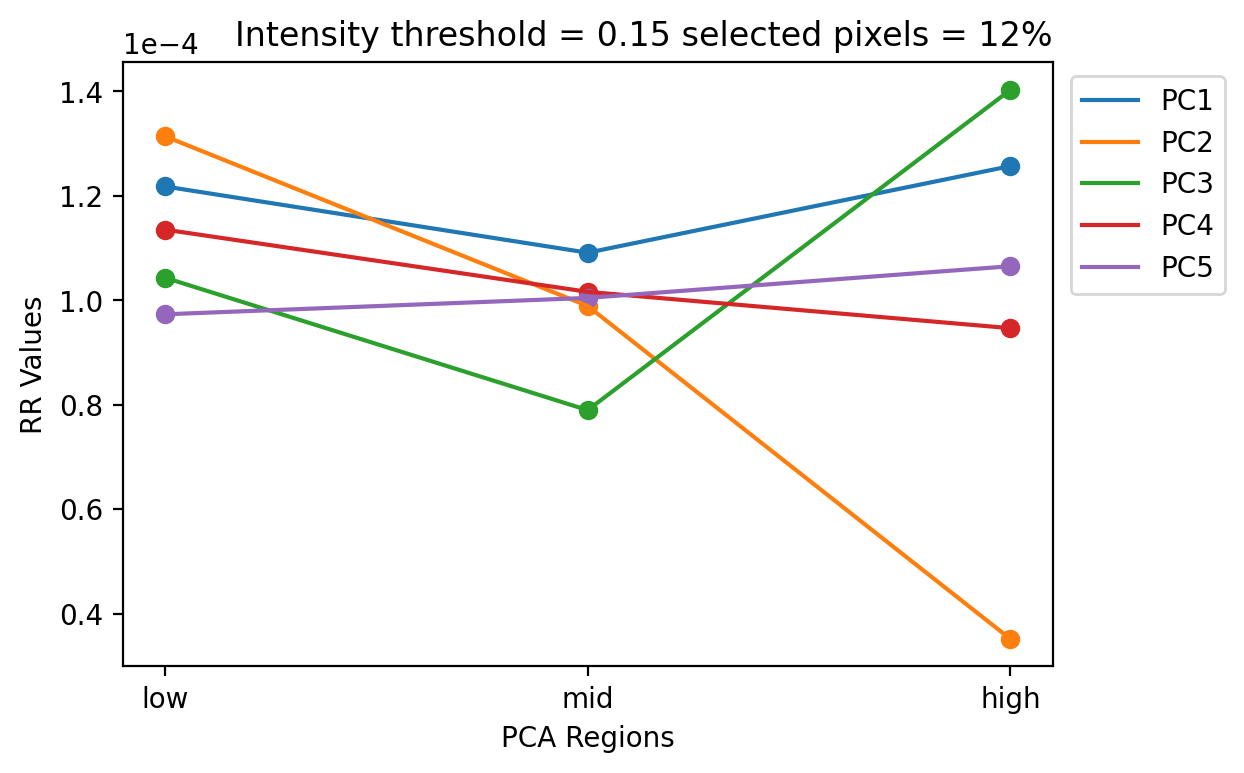 Intensity threshold = 0.15 selected pixels = 12%
1e−4
1.4
1.2
1.0
0.8
0.6
0.4
RR Values
low
mid
high
PCA Regions
PC1
PC2
PC3
PC4
PC5